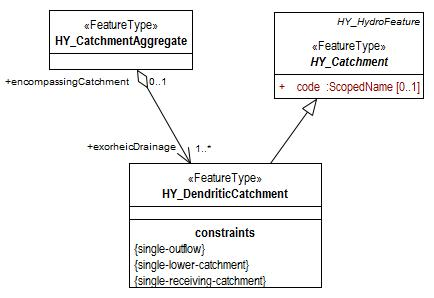 «FeatureType»
HY_CatchmentAggregate
HY_HydroFeature
«FeatureType»
HY_Catchment
+ code :ScopedName [0..1]
+encompassingCatchment
0..1
+exorheicDrainage
1..*
«FeatureType»
HY_DendriticCatchment
constraints
{single-outflow}
{single-lower-catchment}
{single-receiving-catchment}